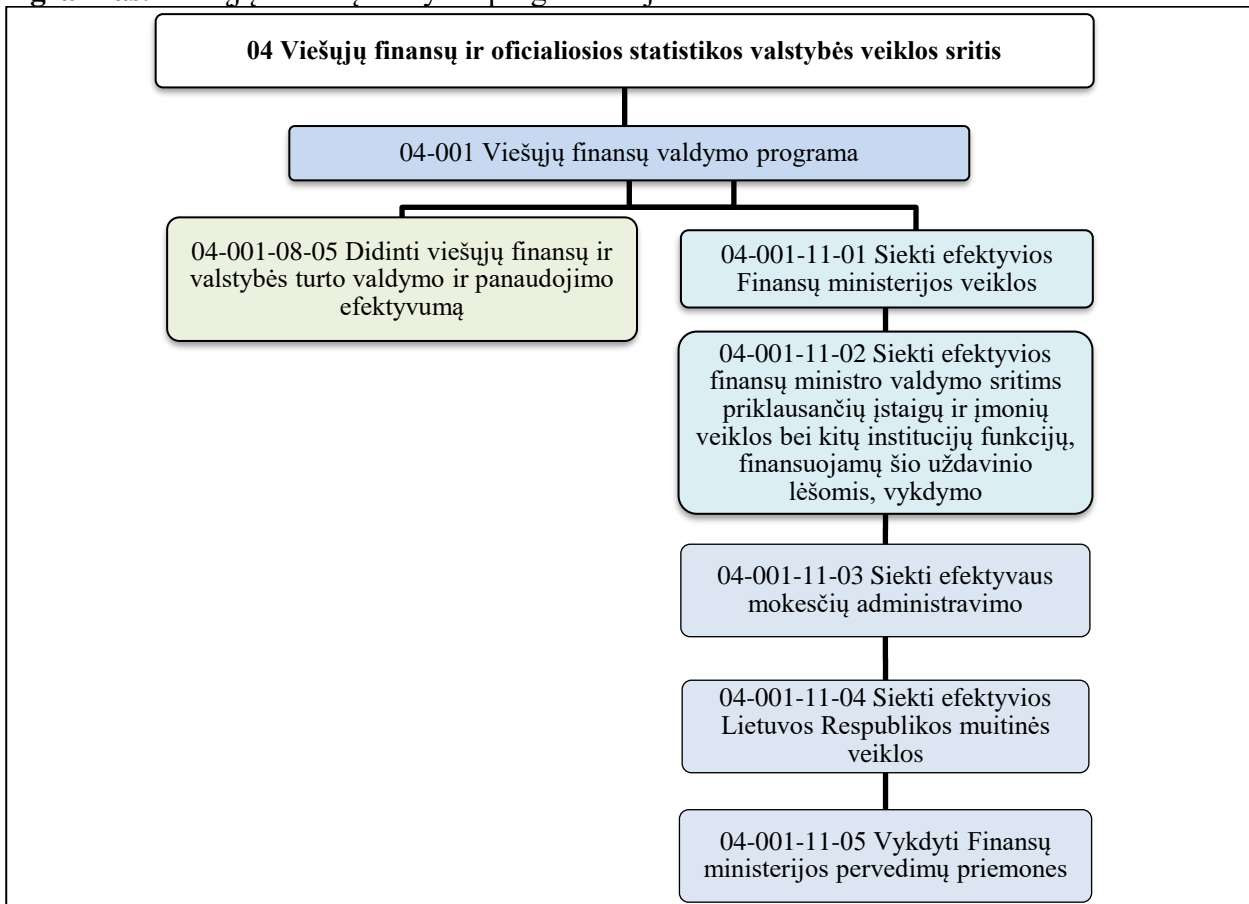 04 Viešųjų finansų ir oficialiosios statistikos valstybės veiklos sritis
04-001 Viešųjų finansų valdymo programa
04-001-08-05 Didinti viešųjų finansų ir
valstybės turto valdymo ir panaudojimo
efektyvumą
04-001-11-01 Siekti efektyvios
Finansų ministerijos veiklos
04-001-11-02 Siekti efektyvios
finansų ministro valdymo sritims
priklausančių įstaigų ir įmonių
veiklos bei kitų institucijų funkcijų,
finansuojamų šio uždavinio
lėšomis, vykdymo
04-001-11-03 Siekti efektyvaus
mokesčių administravimo
04-001-11-04 Siekti efektyvios
Lietuvos Respublikos muitinės
veiklos
04-001-11-05 Vykdyti Finansų
ministerijos pervedimų priemones